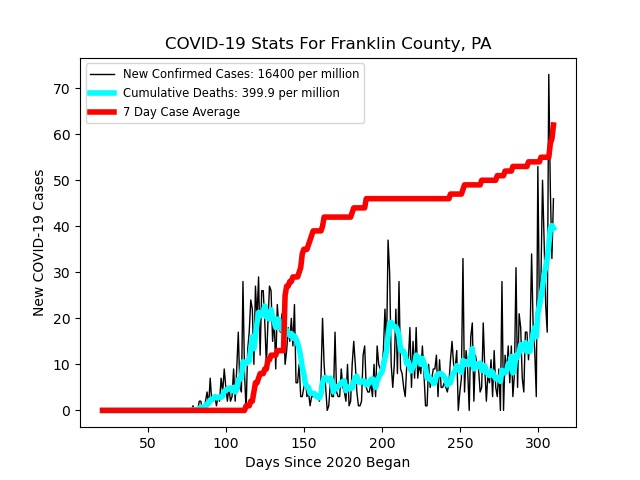 COVID-19 Stats For Franklin County, PA
New Confirmed Cases: 16400 per million
Cumulative Deaths: 399.9 per million
7 Day Case Average
New COVID-19 Cases
70
60
50
40
30
20
10
0
50 100 150 200 250 300
Days Since 2020 Began